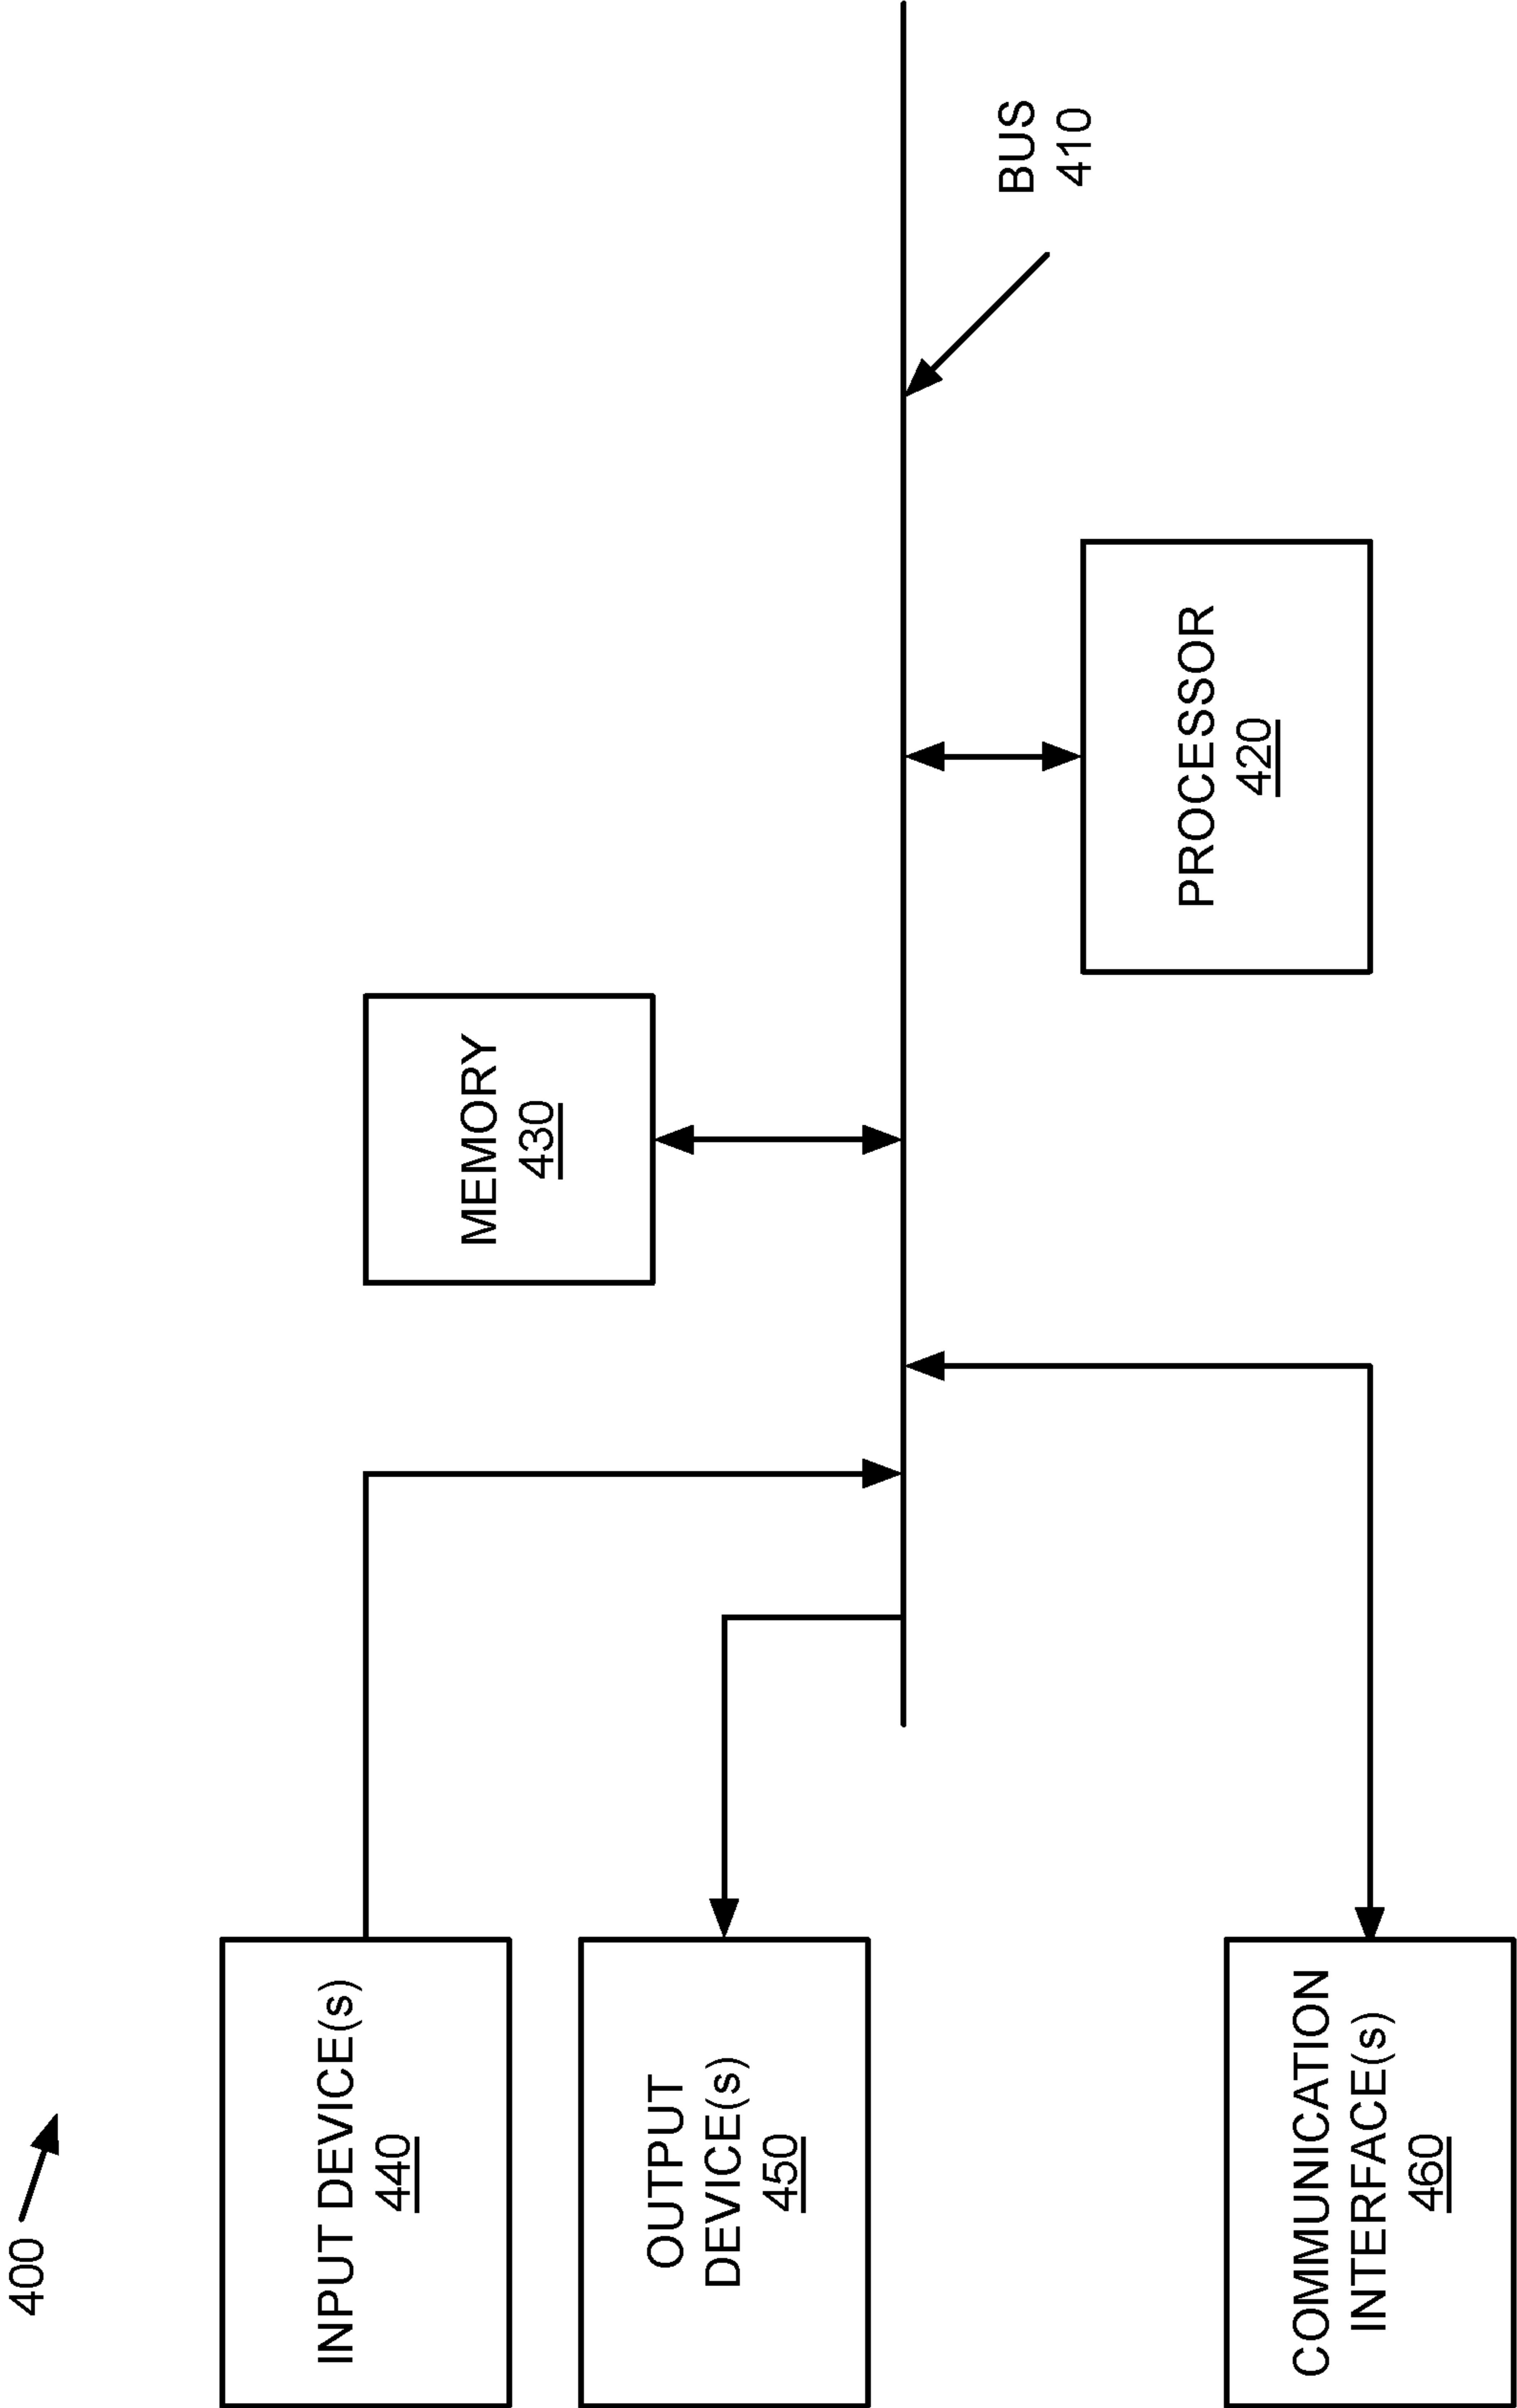 400
INPUT DEVICE(s)
440
OUTPUT
DEVICE(s)
450
COMMUNICATION
INTERFACE(s)
460
MEMORY
430
PROCESSOR
420
BUS
410